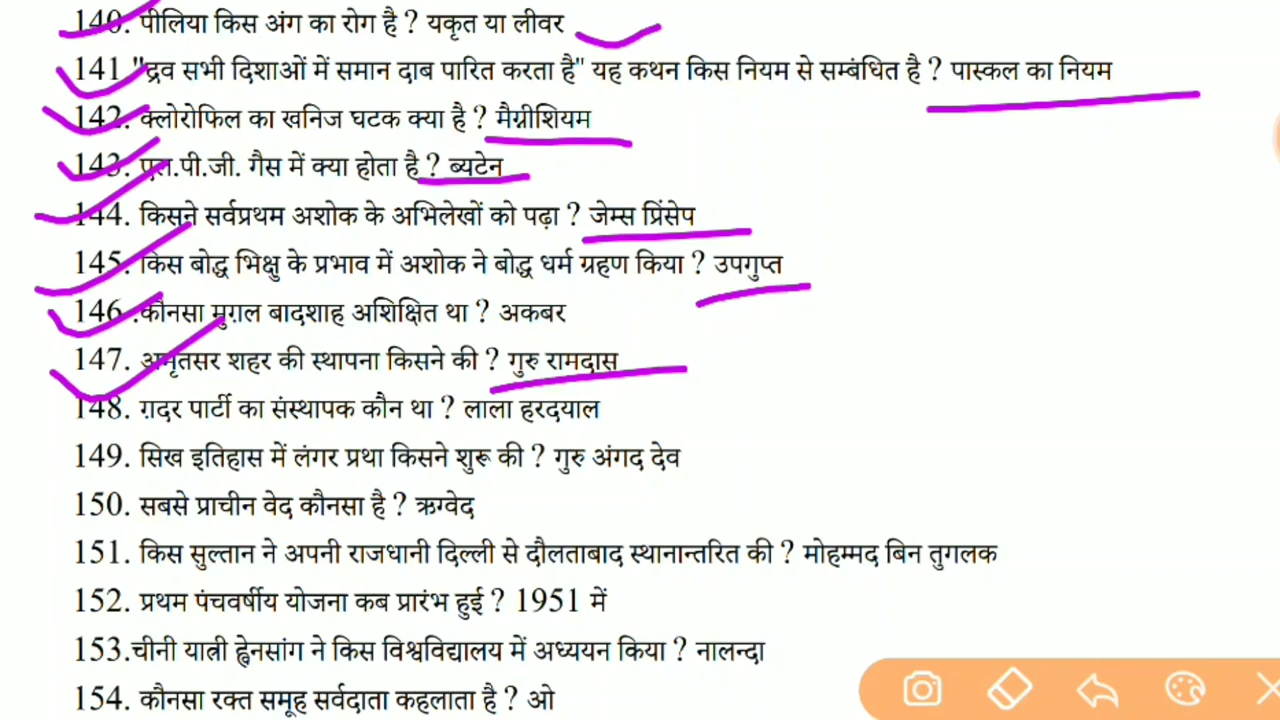 140. पीलिया किस अंग का रोग है ? यकृत या लीवर
141 "द्रव सभी दिशाओं में समान दाब पारित करता है" यह कथन किस नियम से सम्बंधित है ? पास्कल का नियम
142. क्लोरोफिल का खनिज घटक क्या है ? मैग्नीशियम
143. एल.पी.जी. गैस में क्या होता है ? ब्यूटेन
144. किसने सर्वप्रथम अशोक के अभिलेखों को पढ़ा ? जेम्स प्रिंसेप
145. किस बोद्ध भिक्षु के प्रभाव में अशोक ने बोद्ध धर्म ग्रहण किया ? उपगुप्त
146 .कौनसा मुग़ल बादशाह अशिक्षित था ? अकबर
147. अमृतसर शहर की स्थापना किसने की ? गुरु रामदास
148. ग़दर पार्टी का संस्थापक कौन था ? लाला हरदयाल
149. सिख इतिहास में लंगर प्रथा किसने शुरू की ? गुरु अंगद देव
150. सबसे प्राचीन वेद कौनसा है ? ऋग्वेद
151. किस सुल्तान ने अपनी राजधानी दिल्ली से दौलताबाद स्थानान्तरित की ? मोहम्मद बिन तुगलक
152. प्रथम पंचवर्षीय योजना कब प्रारंभ हुई ? 1951 में
153.चीनी यात्री ह्वेनसांग ने किस विश्वविद्यालय में अध्ययन किया ? नालन्दा
154. कौनसा रक्त समूह सर्वदाता कहलाता है ? ओ